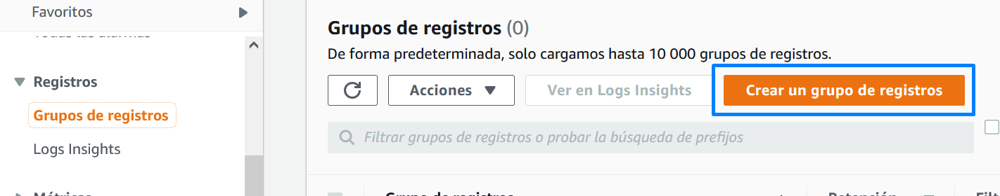 Favoritos
Todas las alarmas
Registros
Grupos de registros
Logs Insights
Métricas
Grupos de registros (0)
De forma predeterminada, solo cargamos hasta 10 000 grupos de registros.
Acciones
Ver en Logs Insights
Crear un grupo de registros
Filtrar grupos de registros o probar la búsqueda de prefijos
Grupo de registros
Retención